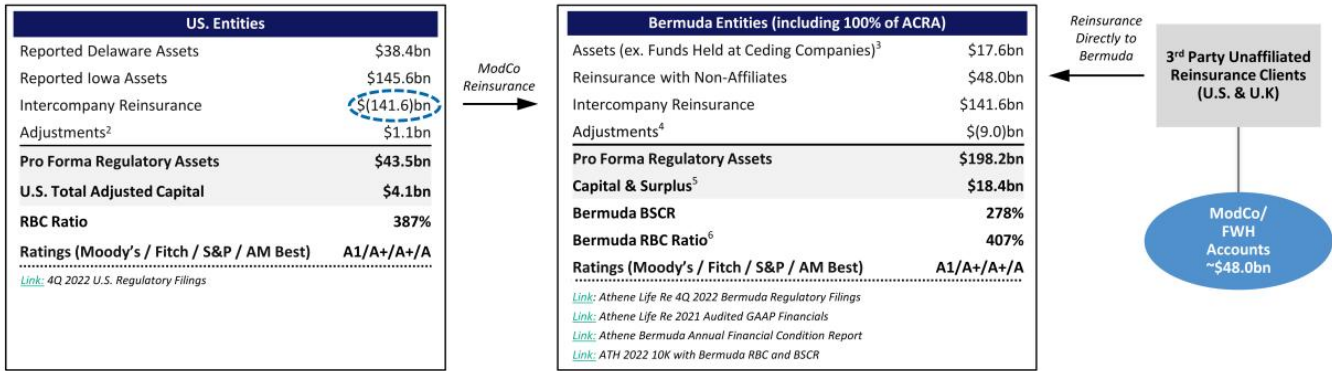 US. Entities
Reported Delaware Assets $38.4bn
Reported Iowa Assets $145.6bn
Intercompany Reinsurance $(141.6)bn
Adjustments2 $1.1bn
Pro Forma Regulatory Assets $43.5bn
U.S. Total Adjusted Capital $4.1bn
RBC Ratio 387%
Ratings (Moody's / Fitch / S&P / AM Best) A1/A+/A+/A
Link: 4Q 2022 U.S. Regulatory Filings
ModCo
Reinsurance
Bermuda Entities (including 100% of ACRA)
Assets (ex. Funds Held at Ceding Companies)3 $17.6bn
Reinsurance with Non-Affiliates $48.0bn
Intercompany Reinsurance $141.6bn
Adjustments4 $(9.0)bn
Pro Forma Regulatory Assets $198.2bn
Capital & Surplus5 $18.4bn
Bermuda BSCR 278%
Bermuda RBC Ratio6 407%
Ratings (Moody's / Fitch / S&P / AM Best) A1/A+/A+/A
Link: Athene Life Re 4Q 2022 Bermuda Regulatory Filings
Link: Athene Life Re 2021 Audited GAAP Financials
Link: Athene Bermuda Annual Financial Condition Report
Link: ATH 2022 10K with Bermuda RBC and BSCR
Reinsurance
Directly to
Bermuda
3rd Party Unaffiliated
Reinsurance Clients
(U.S. & U.K)
ModCo/
FWH
Accounts
~$48.0bn